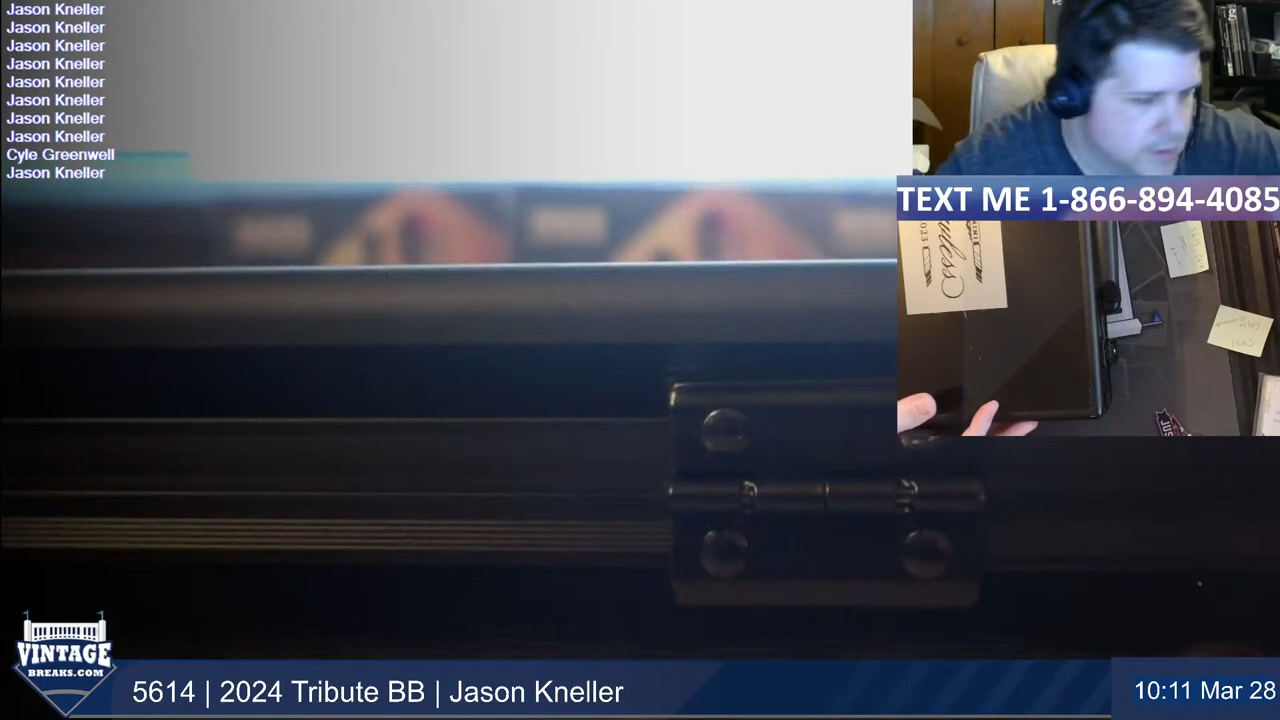 Jason Kneller
Jason Kneller
Jason Kneller
Jason Kneller
Jason Kneller
Jason Kneller
Jason Kneller
Jason Kneller
Cyle Greenwell
Jason Kneller
TEXT ME 1-866-894-4085
2023
VINTAGE
BREAKS.COM
5614 | 2024 Tribute BB | Jason Kneller
10:11 Mar 28